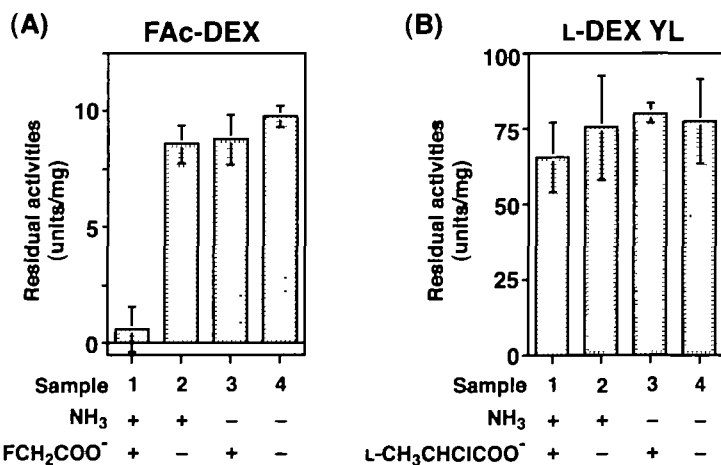 (A)
FAc-DEX
Residual activities
(units/mg)
10
5
0
Sample 1 2 3 4
NH₃ + + – –
FCH₂COO⁻ + – + –
(B)
L-DEX YL
Residual activities
(units/mg)
100
75
50
25
0
Sample 1 2 3 4
NH₃ + + – –
L-CH₃CHClCOO⁻ + – + –